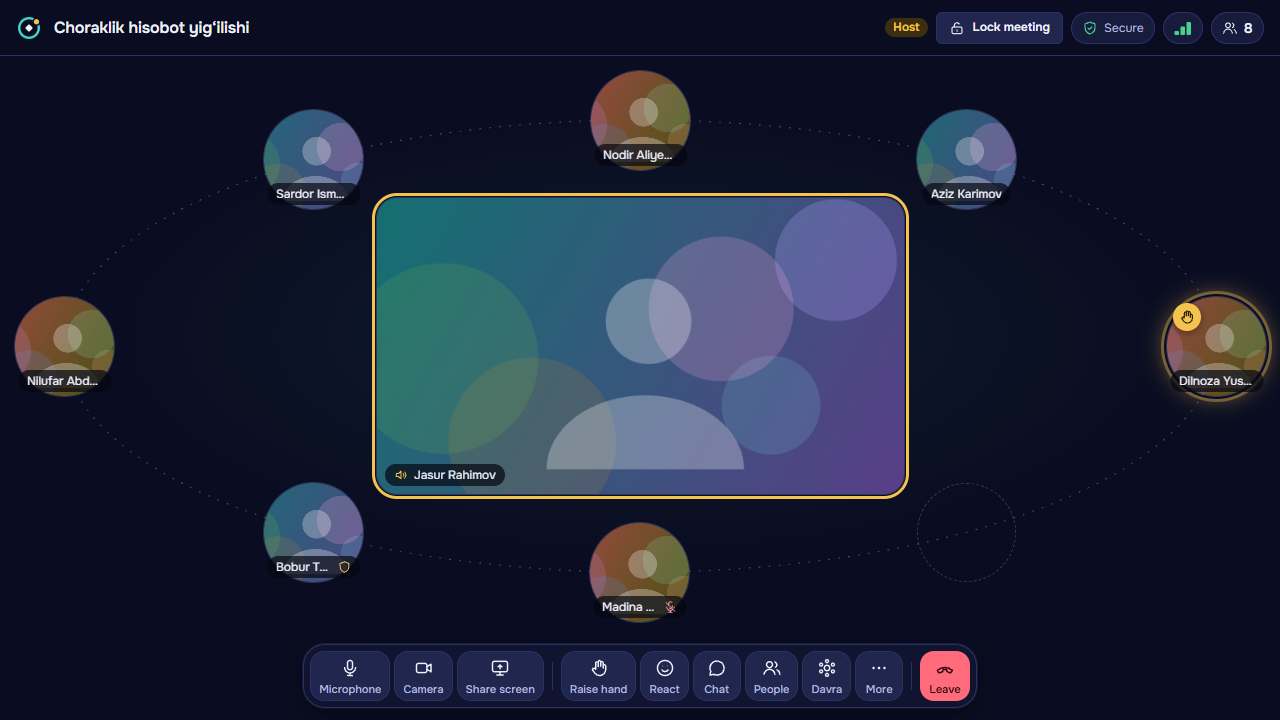 Choraklik hisobot yig‘ilishi
Host
Lock meeting
Secure
8
Nodir Aliye...
Sardor Ism...
Aziz Karimov
Nilufar Abd...
Dilnoza Yus...
Jasur Rahimov
Bobur T...
Madina ...
Microphone
Camera
Share screen
Raise hand
React
Chat
People
Davra
More
Leave